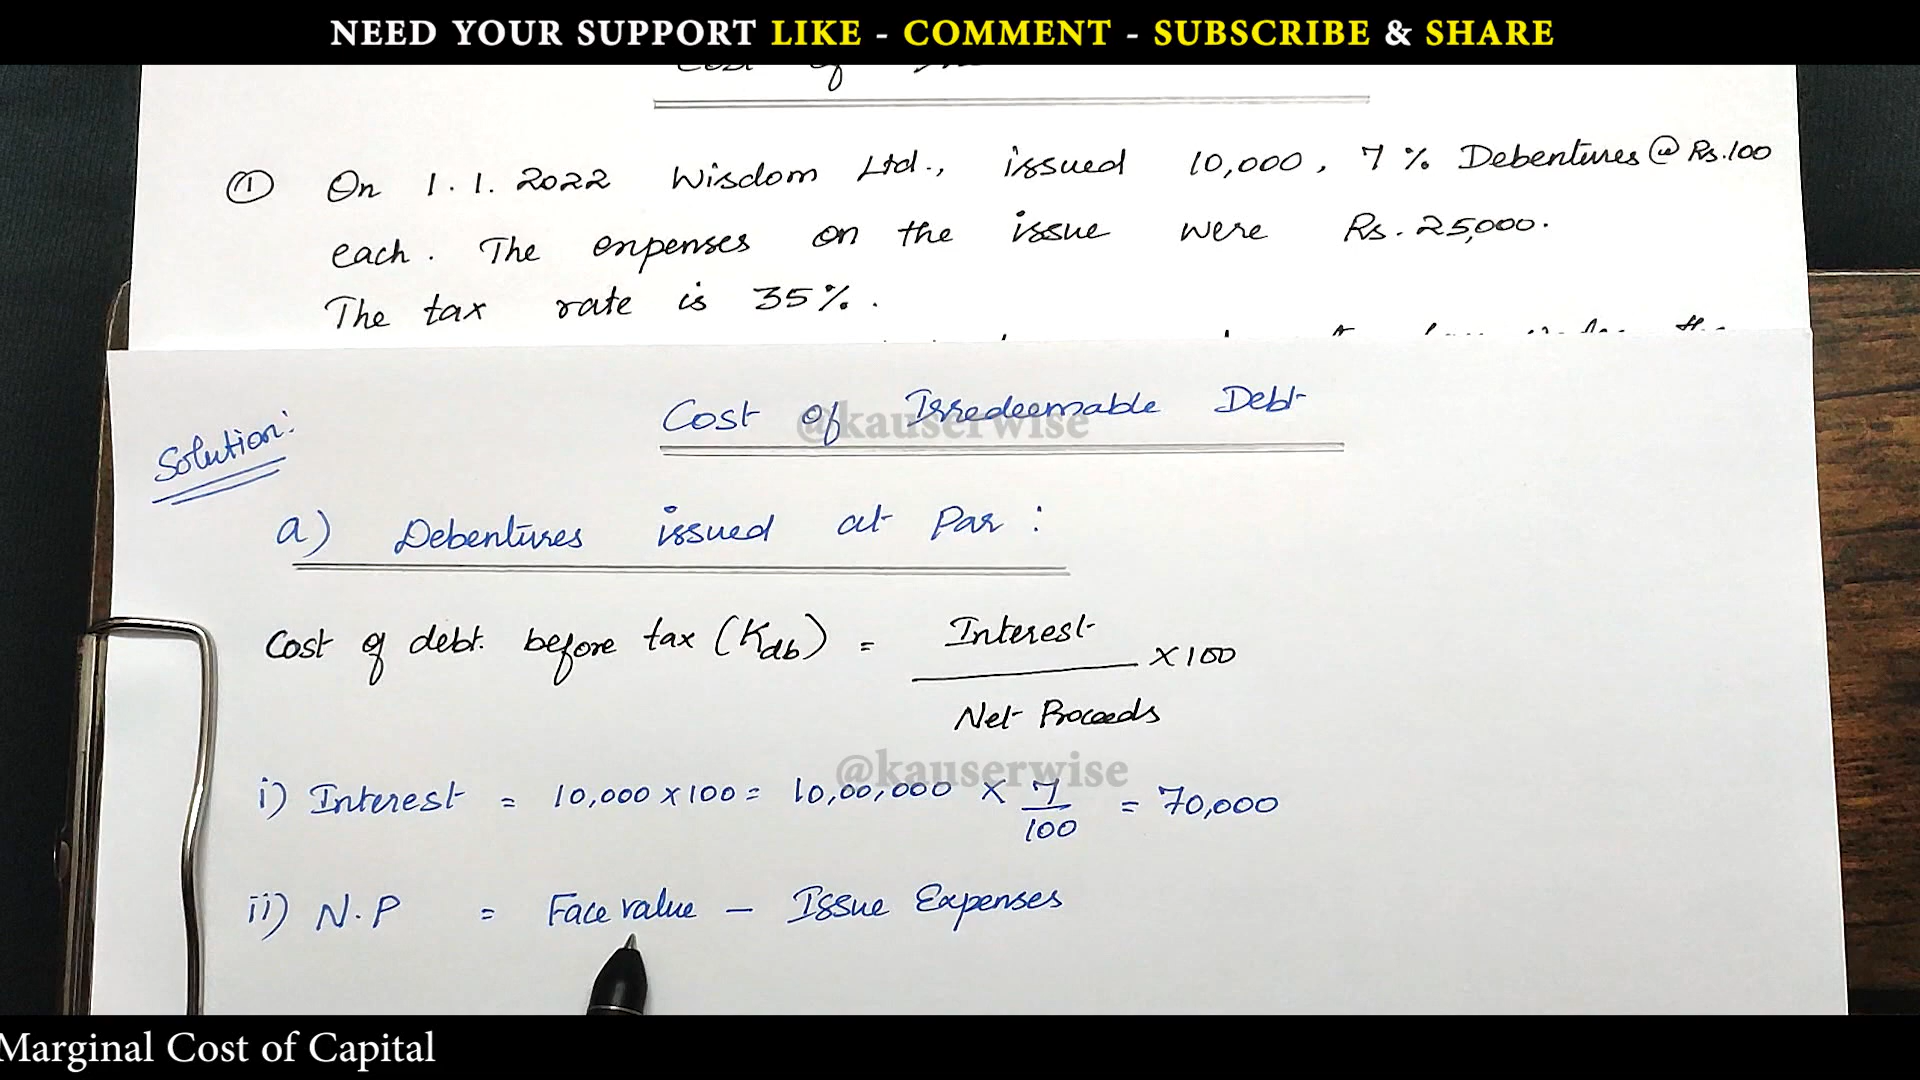 NEED YOUR SUPPORT LIKE - COMMENT - SUBSCRIBE & SHARE
Cost of
① On 1.1.2022 Wisdom Ltd., issued 10,000, 7% Debentures @ Rs.100
each. The expenses on the issue were Rs. 25,000.
The tax rate is 35%.
Cost of Irredeemable Debt
@kauserwise
Solution:
a) Debentures issued at Par :
Cost of debt. before tax (Kdb) = Interest / Net Proceeds X 100
@kauserwise
i) Interest = 10,000 x 100 = 10,00,000 X 7/100 = 70,000
ii) N.P = Face value - Issue Expenses
Marginal Cost of Capital